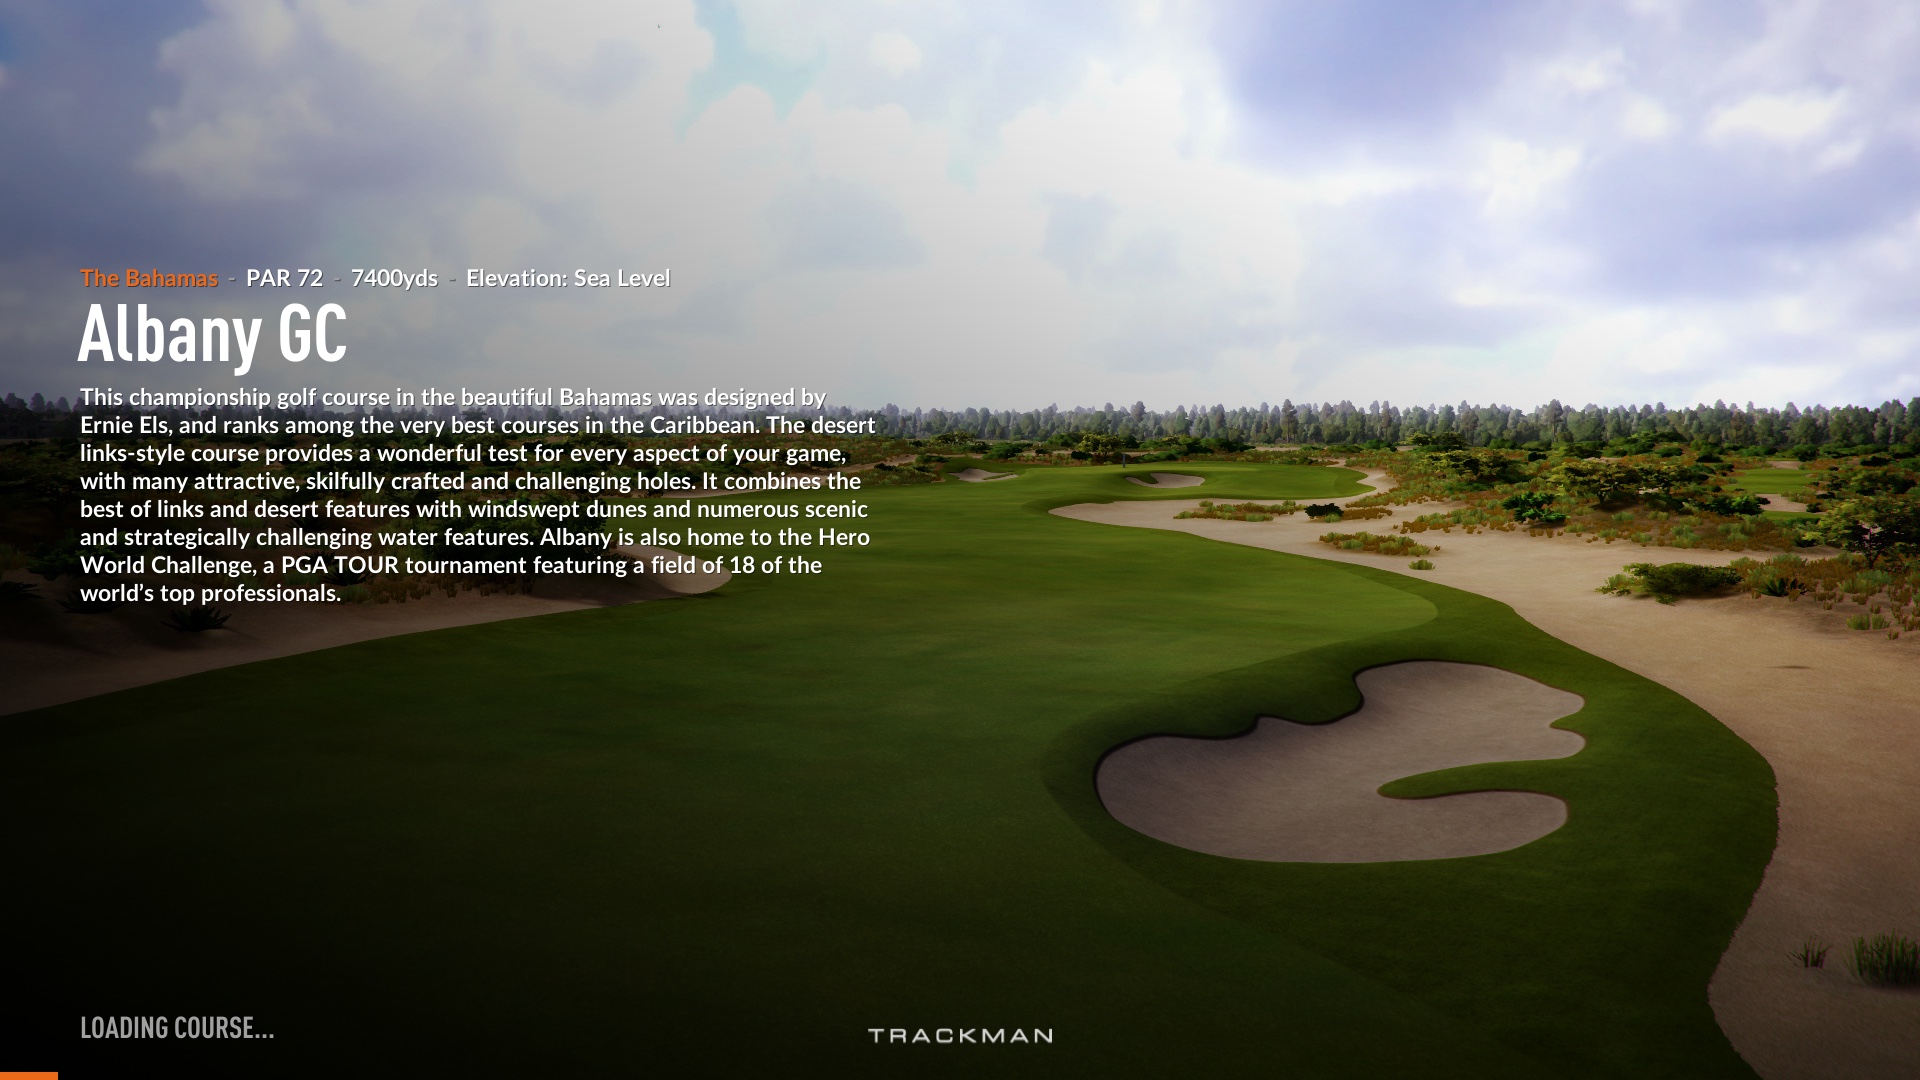 The Bahamas - PAR 72 - 7400yds - Elevation: Sea Level
Albany GC
This championship golf course in the beautiful Bahamas was designed by
Ernie Els, and ranks among the very best courses in the Caribbean. The desert
links-style course provides a wonderful test for every aspect of your game,
with many attractive, skilfully crafted and challenging holes. It combines the
best of links and desert features with windswept dunes and numerous scenic
and strategically challenging water features. Albany is also home to the Hero
World Challenge, a PGA TOUR tournament featuring a field of 18 of the
world’s top professionals.
LOADING COURSE...
TRACKMAN